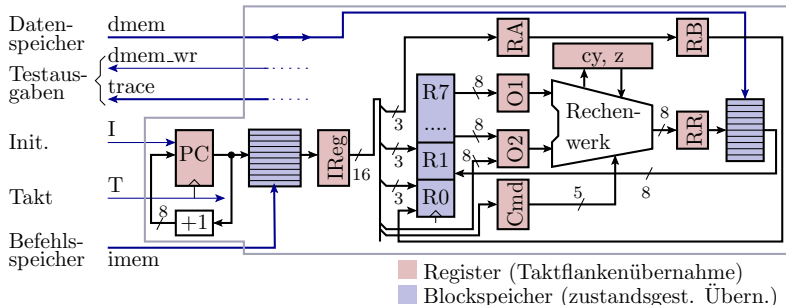 Daten-
speicher
dmem
dmem_wr
Testaus-
gaben
trace
Init.
I
Takt
T
Befehls-
speicher
imem
PC
+1
8
IReg
16
3
3
3
R7
....
R1
R0
8
8
8
O1
O2
Cmd
5
RA
RB
cy, z
Rechen-
werk
8
RR
8
Register (Taktflankenübernahme)
Blockspeicher (zustandsgest. Übern.)